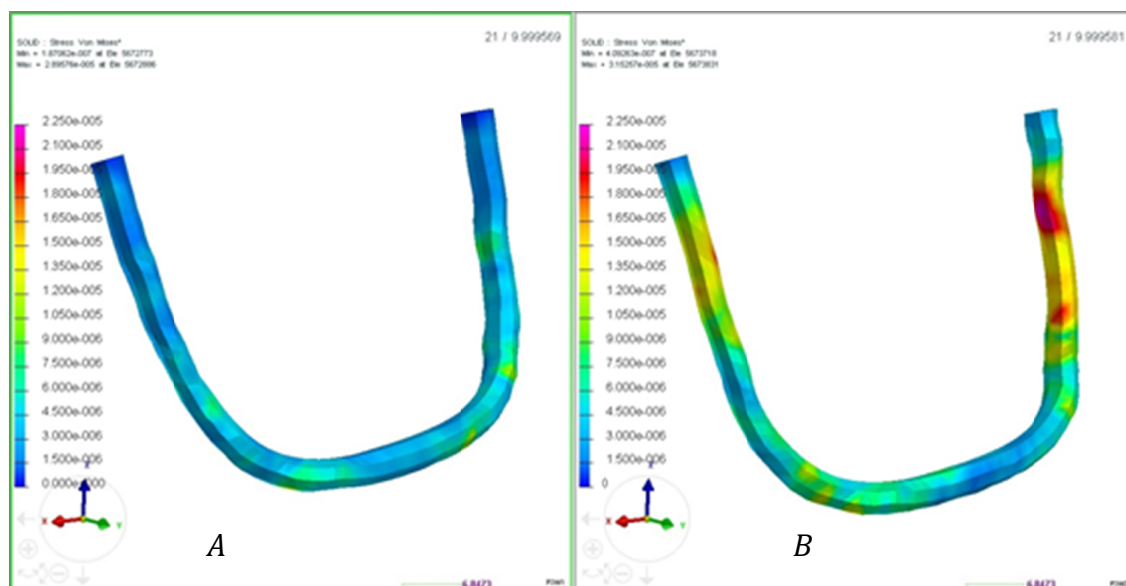 SOLID : Stress Von Mises*
Min = 1.87062e-007 at Ele 5672773
Max = 2.89576e-005 at Ele 5672886
21 / 9.999569
2.250e-005
2.100e-005
1.950e-005
1.800e-005
1.650e-005
1.500e-005
1.350e-005
1.200e-005
1.050e-005
9.000e-006
7.500e-006
6.000e-006
4.500e-006
3.000e-006
1.500e-006
0.000e+000
Z
X
Y
A
6.8473
SOLID : Stress Von Mises*
Min = 4.09263e-007 at Ele 5673718
Max = 3.15257e-005 at Ele 5673831
21 / 9.999581
2.250e-005
2.100e-005
1.950e-005
1.800e-005
1.650e-005
1.500e-005
1.350e-005
1.200e-005
1.050e-005
9.000e-006
7.500e-006
6.000e-006
4.500e-006
3.000e-006
1.500e-006
0
Z
X
Y
B
6.8473